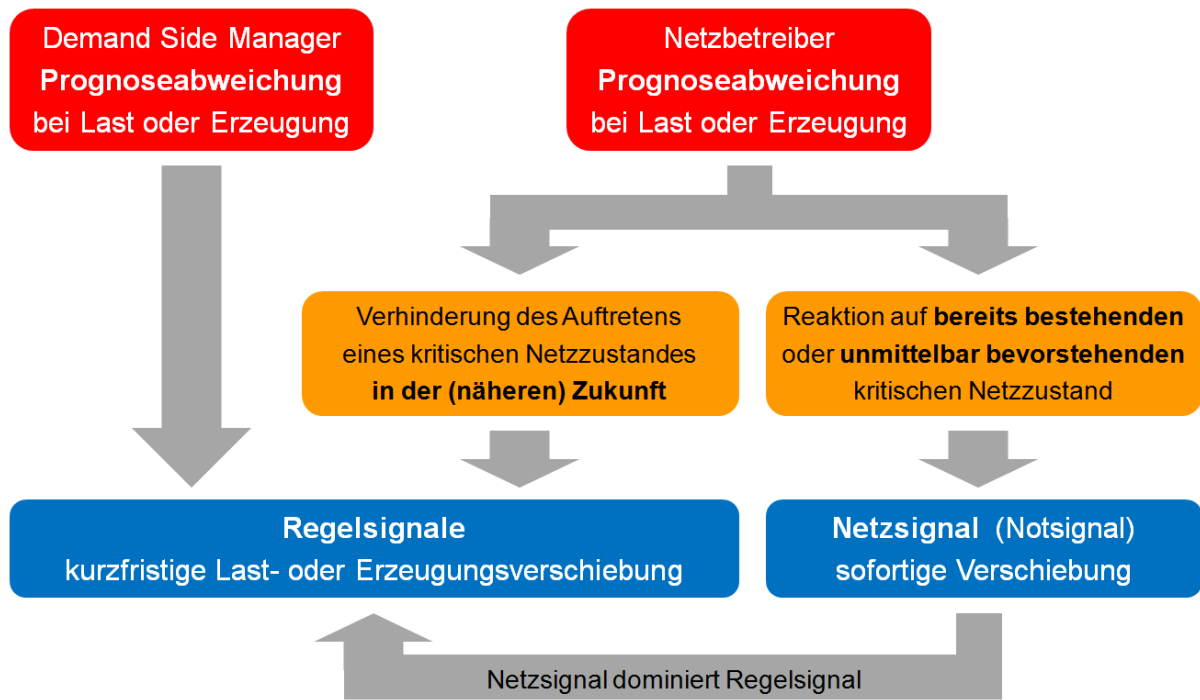 Demand Side Manager
Prognoseabweichung
bei Last oder Erzeugung
Netzbetreiber
Prognoseabweichung
bei Last oder Erzeugung
Verhinderung des Auftretens
eines kritischen Netzzustandes
in der (näheren) Zukunft
Reaktion auf bereits bestehenden
oder unmittelbar bevorstehenden
kritischen Netzzustand
Regelsignale
kurzfristige Last- oder Erzeugungsverschiebung
Netzsignal (Notsignal)
sofortige Verschiebung
Netzsignal dominiert Regelsignal